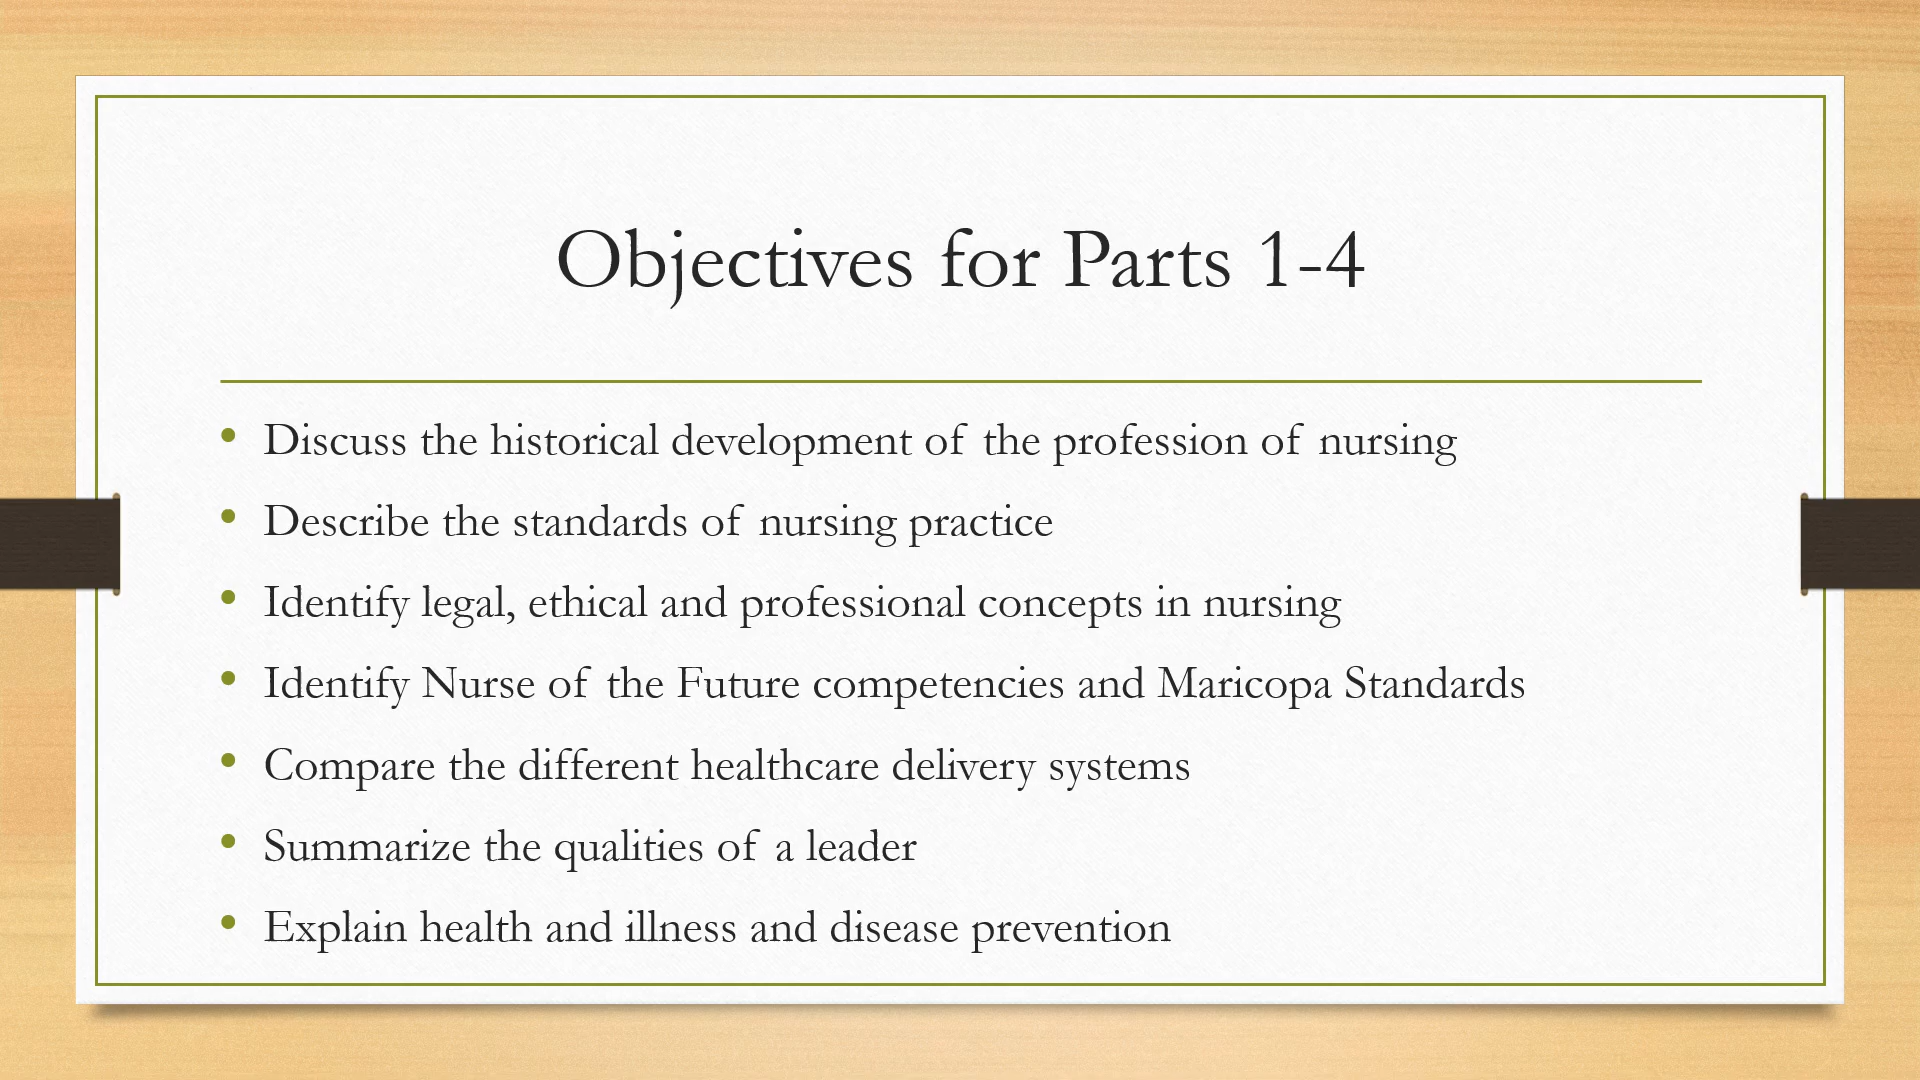 Objectives for Parts 1-4
• Discuss the historical development of the profession of nursing
• Describe the standards of nursing practice
• Identify legal, ethical and professional concepts in nursing
• Identify Nurse of the Future competencies and Maricopa Standards
• Compare the different healthcare delivery systems
• Summarize the qualities of a leader
• Explain health and illness and disease prevention